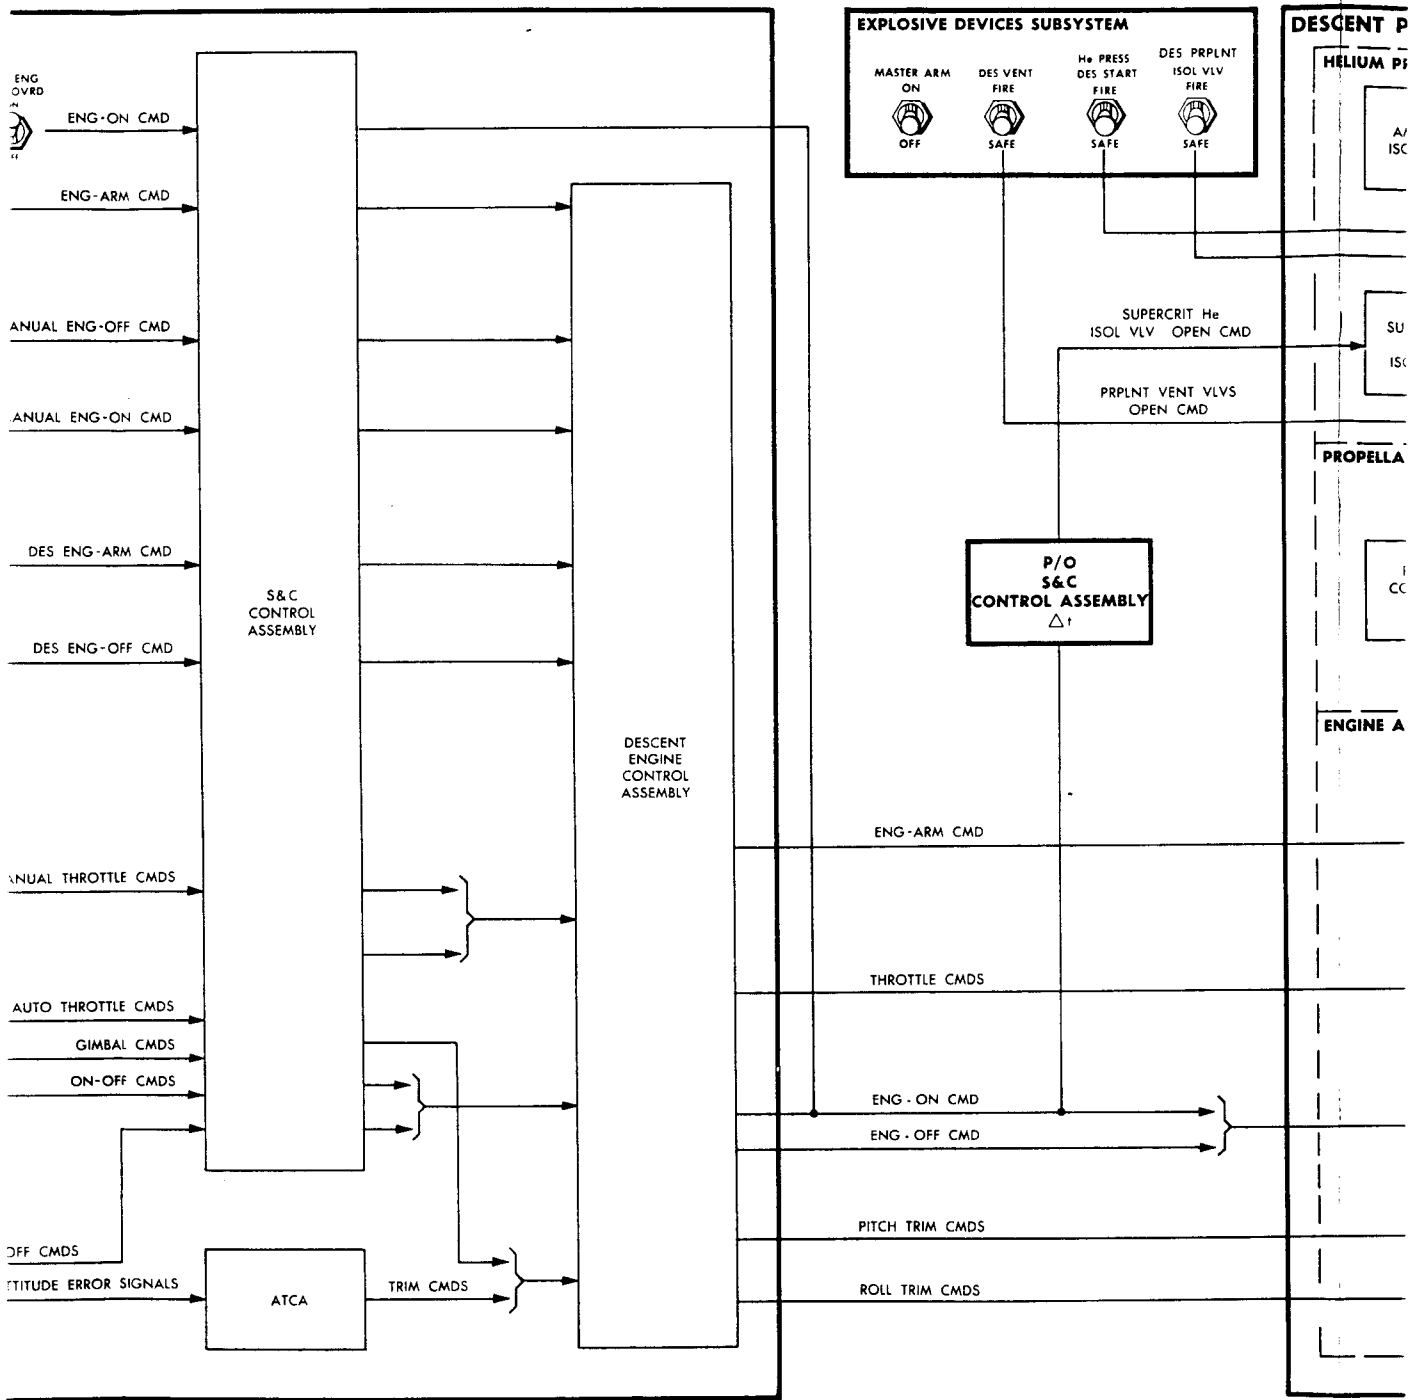 ENG
OVRD
ENG-ON CMD
ENG-ARM CMD
ANUAL ENG-OFF CMD
ANUAL ENG-ON CMD
DES ENG-ARM CMD
DES ENG-OFF CMD
S&C
CONTROL
ASSEMBLY
NUAL THROTTLE CMDS
AUTO THROTTLE CMDS
GIMBAL CMDS
ON-OFF CMDS
OFF CMDS
TTITUDE ERROR SIGNALS
ATCA
TRIM CMDS
DESCENT
ENGINE
CONTROL
ASSEMBLY
EXPLOSIVE DEVICES SUBSYSTEM
MASTER ARM
ON
OFF
DES VENT
FIRE
SAFE
He PRESS
DES START
FIRE
SAFE
DES PRPLNT
ISOL VLV
FIRE
SAFE
SUPERCRIT He
ISOL VLV OPEN CMD
PRPLNT VENT VLVS
OPEN CMD
P/O
S&C
CONTROL ASSEMBLY
△t
ENG-ARM CMD
THROTTLE CMDS
ENG-ON CMD
ENG-OFF CMD
PITCH TRIM CMDS
ROLL TRIM CMDS
DESCENT P
HELIUM PR
ISO
SU
ISO
PROPELLA
CO
ENGINE A